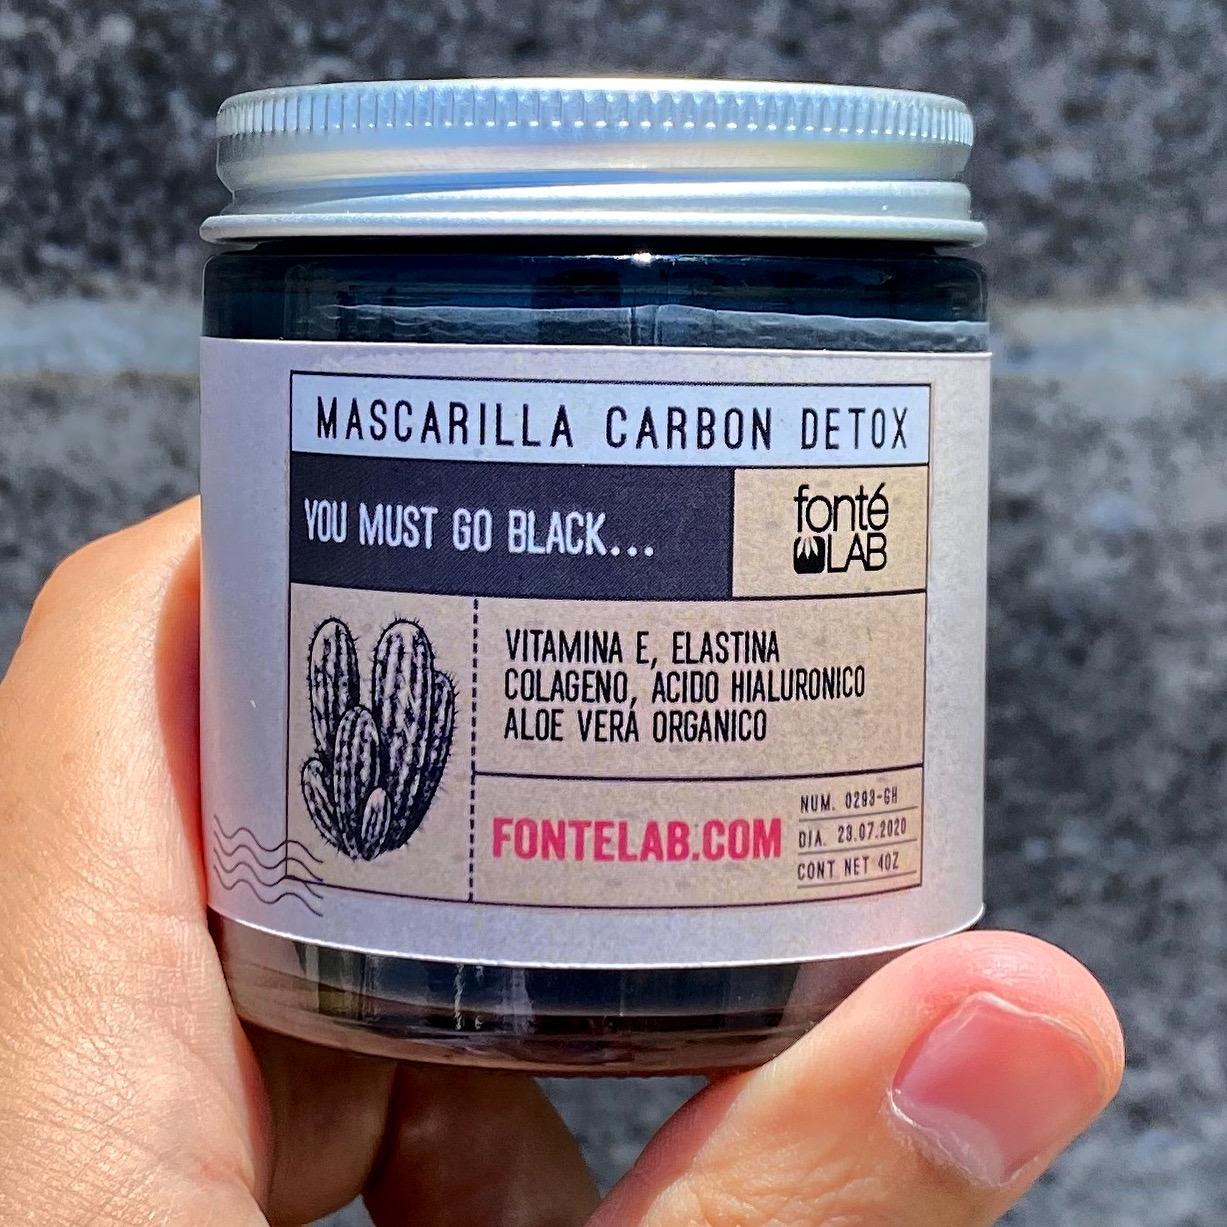 MASCARILLA CARBON DETOX
YOU MUST GO BLACK...
fonté
LAB
VITAMINA E, ELASTINA
COLAGENO, ACIDO HIALURONICO
ALOE VERA ORGANICO
FONTELAB.COM
NUM. 0293-GH
DIA. 23.07.2020
CONT NET 4OZ